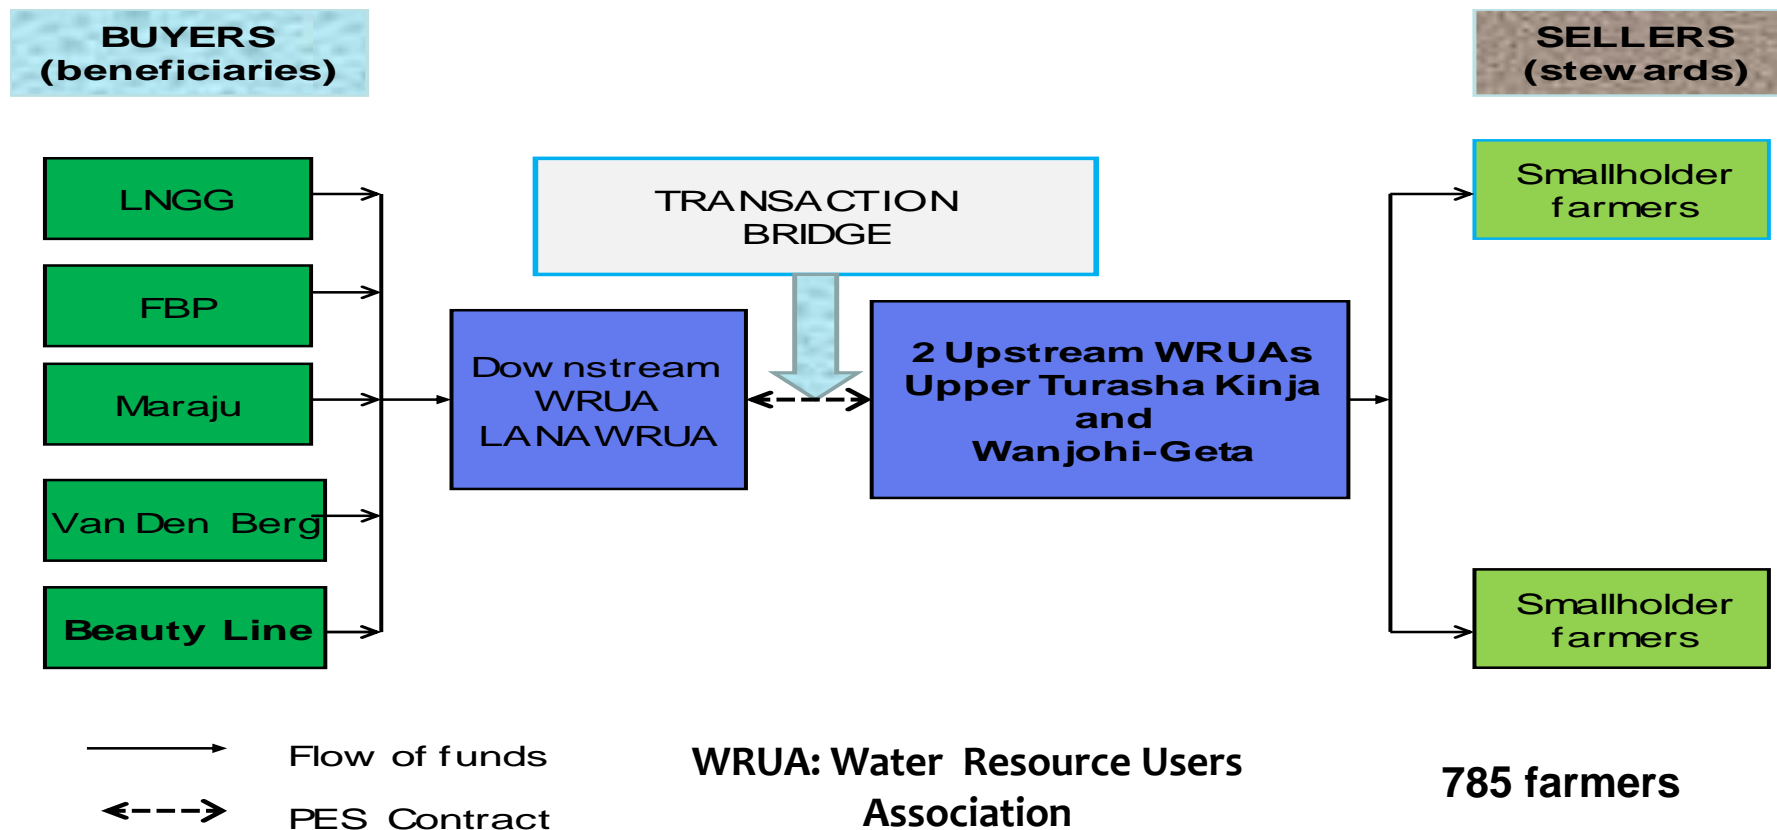 BUYERS
(beneficiaries)
SELLERS
(stewards)
LNGG
FBP
Maraju
Van Den Berg
Beauty Line
TRANSACTION
BRIDGE
Downstream
WRUA
LANAWRUA
2 Upstream WRUAs
Upper Turasha Kinja
and
Wanjohi-Geta
Smallholder
farmers
Smallholder
farmers
Flow of funds
PES Contract
WRUA: Water Resource Users
Association
785 farmers